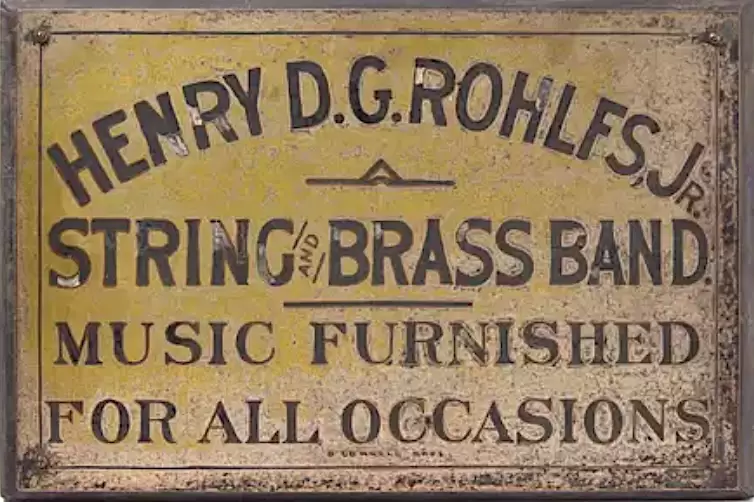 HENRY D.G. ROHLFS, JR.
STRING AND BRASS BAND.
MUSIC FURNISHED
FOR ALL OCCASIONS